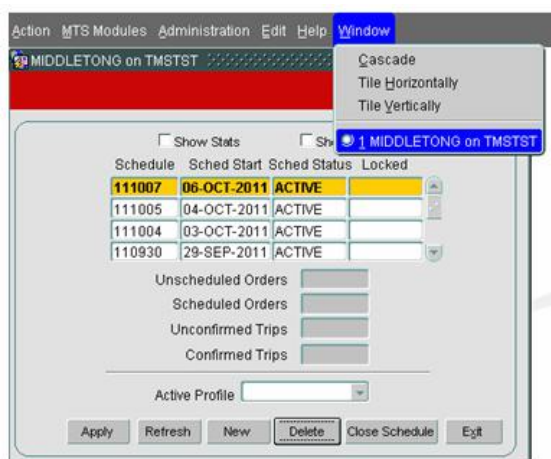 Action MTS Modules Administration Edit Help Window
MIDDLETONG on TMSTST
Cascade
Tile Horizontally
Tile Vertically
1 MIDDLETONG on TMSTST
Show Stats
Schedule Sched Start Sched Status Locked
111007 06-OCT-2011 ACTIVE
111005 04-OCT-2011 ACTIVE
111004 03-OCT-2011 ACTIVE
110930 29-SEP-2011 ACTIVE
Unscheduled Orders
Scheduled Orders
Unconfirmed Trips
Confirmed Trips
Active Profile
Apply Refresh New Delete Close Schedule Exit